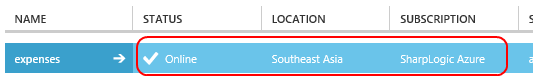 NAME STATUS LOCATION SUBSCRIPTION
expenses Online Southeast Asia SharpLogic Azure